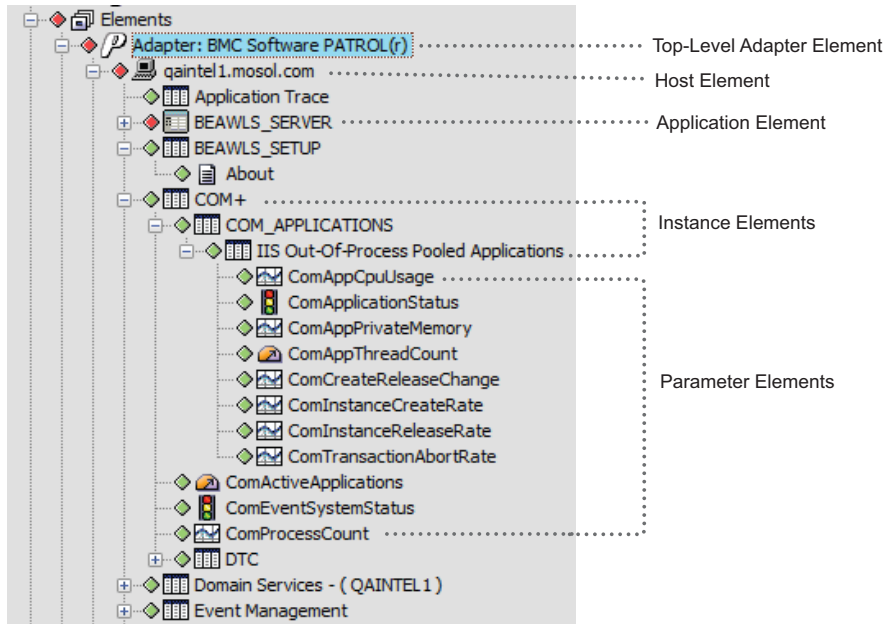 Elements
Adapter: BMC Software PATROL(r) Top-Level Adapter Element
qaintel1.mosol.com Host Element
Application Trace
BEAWLS_SERVER Application Element
BEAWLS_SETUP
About
COM+
COM_APPLICATIONS Instance Elements
IIS Out-Of-Process Pooled Applications
ComAppCpuUsage
ComApplicationStatus
ComAppPrivateMemory
ComAppThreadCount
ComCreateReleaseChange Parameter Elements
ComInstanceCreateRate
ComInstanceReleaseRate
ComTransactionAbortRate
ComActiveApplications
ComEventSystemStatus
ComProcessCount
DTC
Domain Services - ( QAINTEL1 )
Event Management